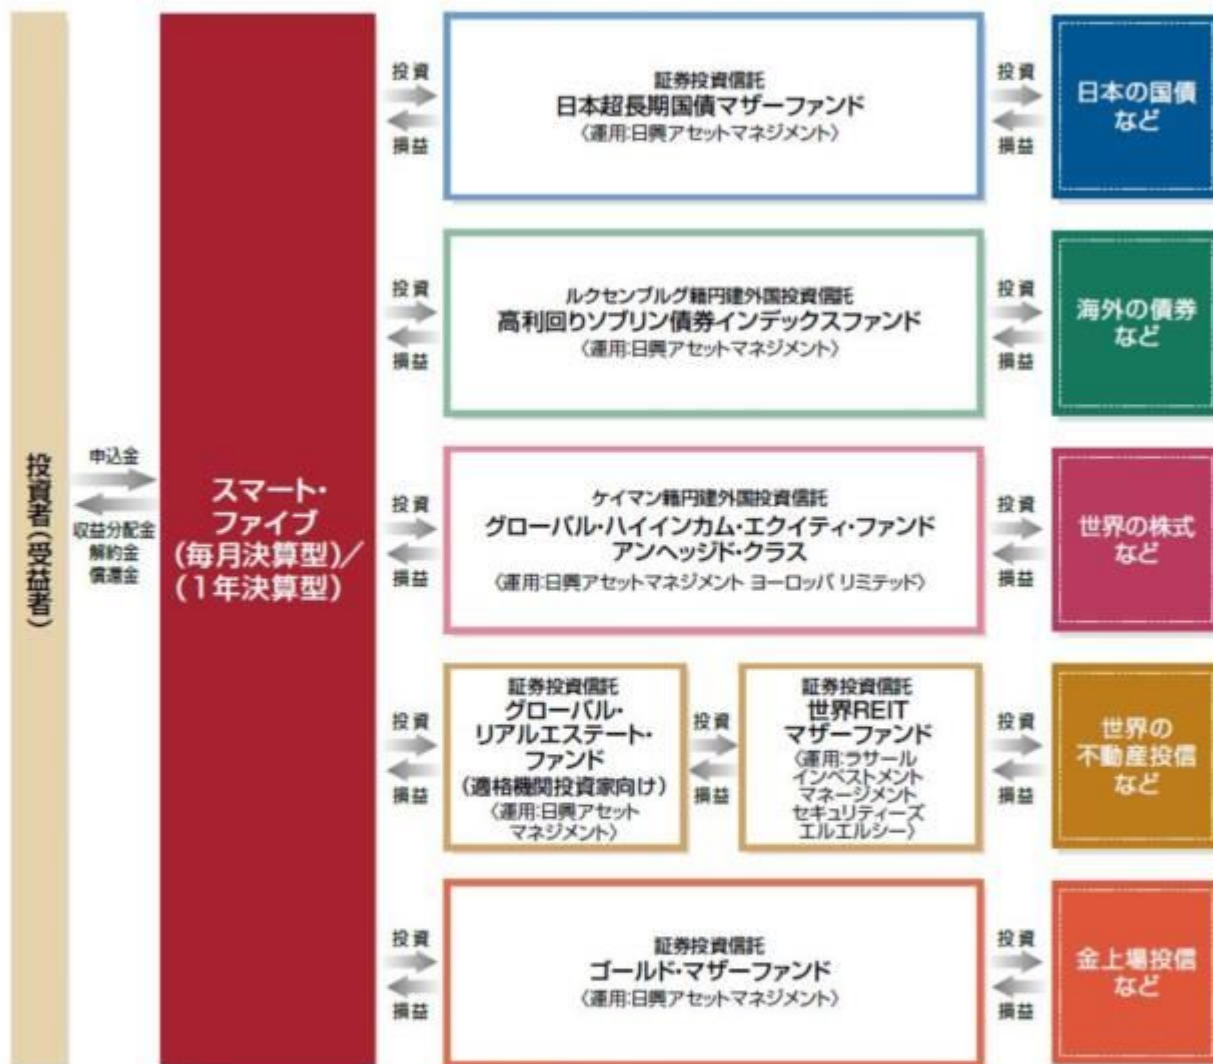 投資者(受益者)
申込金
収益分配金
解約金
償還金
スマート・
ファイブ
(毎月決算型)／
(1年決算型)
投資
損益
証券投資信託
日本超長期国債マザーファンド
〈運用:日興アセットマネジメント〉
投資
損益
日本の国債
など
投資
損益
ルクセンブルグ籍円建外国投資信託
高利回りソブリン債券インデックスファンド
〈運用:日興アセットマネジメント〉
投資
損益
海外の債券
など
投資
損益
ケイマン籍円建外国投資信託
グローバル・ハイインカム・エクイティ・ファンド
アンヘッジド・クラス
〈運用:日興アセットマネジメント ヨーロッパ リミテッド〉
投資
損益
世界の株式
など
投資
損益
証券投資信託
グローバル・
リアルエステート・
ファンド
(適格機関投資家向け)
〈運用:日興アセット
マネジメント〉
投資
損益
証券投資信託
世界REIT
マザーファンド
〈運用:ラサール
インベストメント
マネージメント
セキュリティーズ
エルエルシー〉
投資
損益
世界の
不動産投信
など
投資
損益
証券投資信託
ゴールド・マザーファンド
〈運用:日興アセットマネジメント〉
投資
損益
金上場投信
など